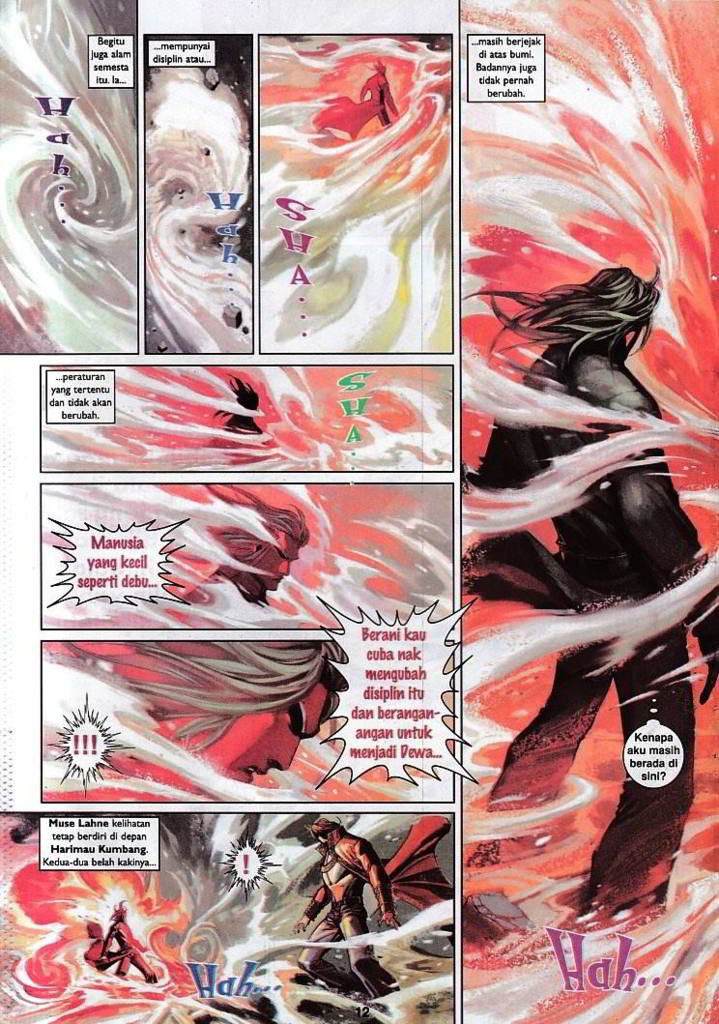 Begitu
juga alam
semesta
itu. Ia...
Hah...
...mempunyai
disiplin atau...
Hah...
SHA...
...peraturan
yang tertentu
dan tidak akan
berubah.
SHA...
Manusia
yang kecil
seperti debu...
Berani kau
cuba nak
mengubah
disiplin itu
dan berangan-
angan untuk
menjadi Dewa...
!!!
Muse Lahne kelihatan
tetap berdiri di depan
Harimau Kumbang.
Kedua-dua belah kakinya...
!
Hah...
...masih berjejak
di atas bumi.
Badannya juga
tidak pernah
berubah.
Kenapa
aku masih
berada di
sini?
Hah...
12